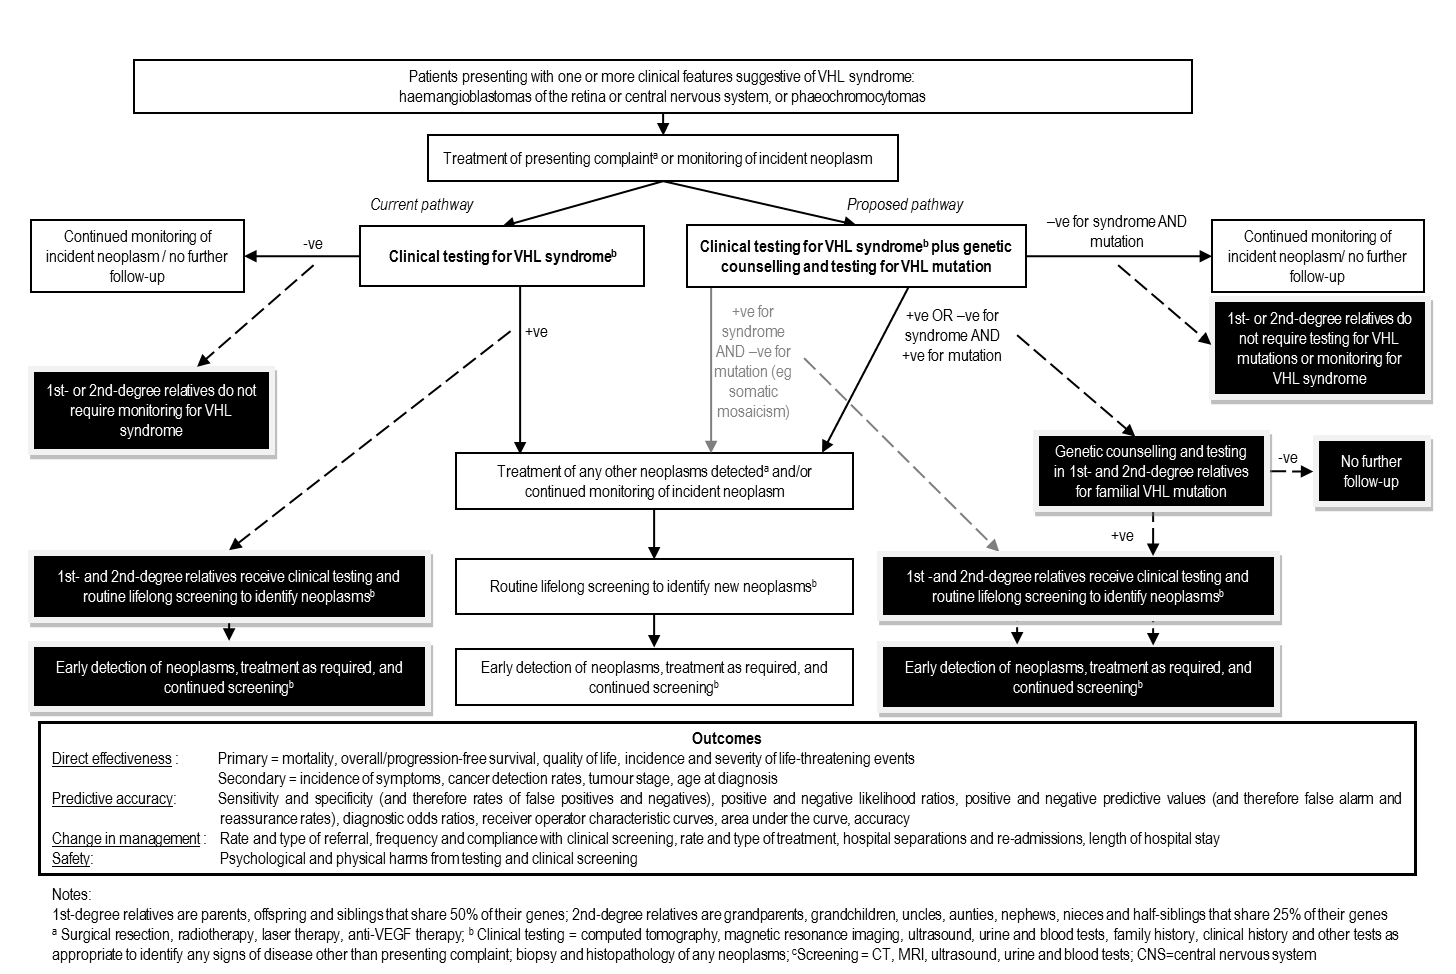 Patients presenting with one or more clinical features suggestive of VHL syndrome:
haemangioblastomas of the retina or central nervous system, or phaeochromocytomas
Treatment of presenting complaintᵃ or monitoring of incident neoplasm
Current pathway
Proposed pathway
Continued monitoring of
incident neoplasm / no further
follow-up
-ve
Clinical testing for VHL syndromeᵇ
Clinical testing for VHL syndromeᵇ plus genetic
counselling and testing for VHL mutation
–ve for syndrome AND
mutation
Continued monitoring of
incident neoplasm/ no further
follow-up
+ve
+ve for
syndrome
AND –ve for
mutation (eg
somatic
mosaicism)
+ve OR –ve for
syndrome AND
+ve for mutation
1st- or 2nd-degree relatives do
not require testing for VHL
mutations or monitoring for
VHL syndrome
1st- or 2nd-degree relatives do not
require monitoring for VHL
syndrome
Treatment of any other neoplasms detectedᵃ and/or
continued monitoring of incident neoplasm
Genetic counselling and testing
in 1st- and 2nd-degree relatives
for familial VHL mutation
-ve
No further
follow-up
+ve
1st- and 2nd-degree relatives receive clinical testing and
routine lifelong screening to identify neoplasmsᵇ
Routine lifelong screening to identify new neoplasmsᵇ
1st -and 2nd-degree relatives receive clinical testing and
routine lifelong screening to identify neoplasmsᵇ
Early detection of neoplasms, treatment as required, and
continued screeningᵇ
Early detection of neoplasms, treatment as required, and
continued screeningᵇ
Early detection of neoplasms, treatment as required, and
continued screeningᵇ
Outcomes
Direct effectiveness : Primary = mortality, overall/progression-free survival, quality of life, incidence and severity of life-threatening events
Secondary = incidence of symptoms, cancer detection rates, tumour stage, age at diagnosis
Predictive accuracy: Sensitivity and specificity (and therefore rates of false positives and negatives), positive and negative likelihood ratios, positive and negative predictive values (and therefore false alarm and
reassurance rates), diagnostic odds ratios, receiver operator characteristic curves, area under the curve, accuracy
Change in management : Rate and type of referral, frequency and compliance with clinical screening, rate and type of treatment, hospital separations and re-admissions, length of hospital stay
Safety: Psychological and physical harms from testing and clinical screening
Notes:
1st-degree relatives are parents, offspring and siblings that share 50% of their genes; 2nd-degree relatives are grandparents, grandchildren, uncles, aunties, nephews, nieces and half-siblings that share 25% of their genes
ᵃ Surgical resection, radiotherapy, laser therapy, anti-VEGF therapy; ᵇ Clinical testing = computed tomography, magnetic resonance imaging, ultrasound, urine and blood tests, family history, clinical history and other tests as
appropriate to identify any signs of disease other than presenting complaint; biopsy and histopathology of any neoplasms; ᶜScreening = CT, MRI, ultrasound, urine and blood tests; CNS=central nervous system